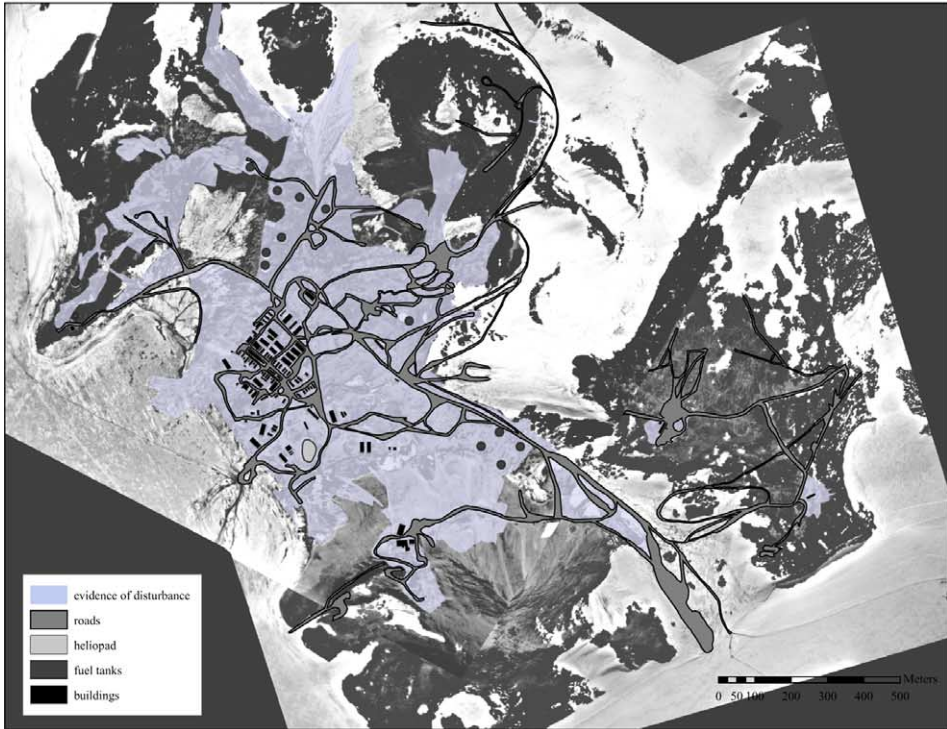 evidence of disturbance
roads
heliopad
fuel tanks
buildings
Meters
0 50 100 200 300 400 500